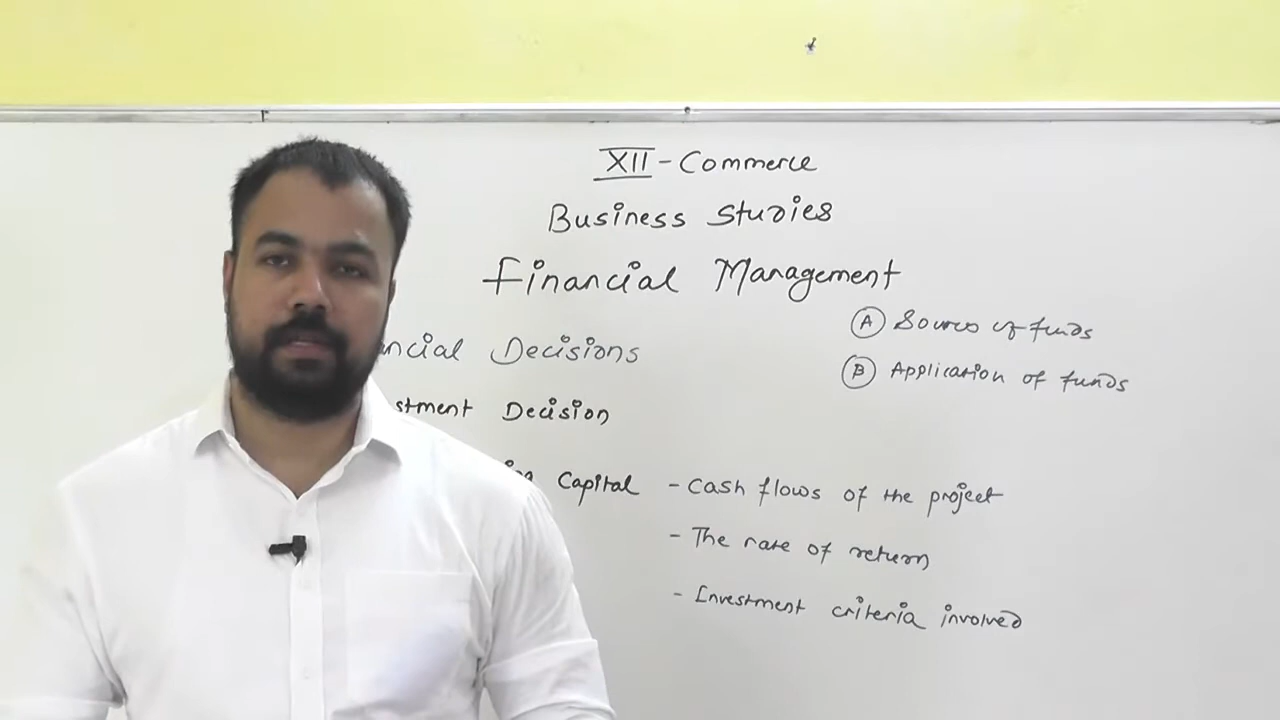 XII - Commerce
Business Studies
Financial Management
A Source of funds
B Application of funds
ncial Decisions
stment Decision
Capital - Cash flows of the project
- The rate of return
- Investment criteria involved